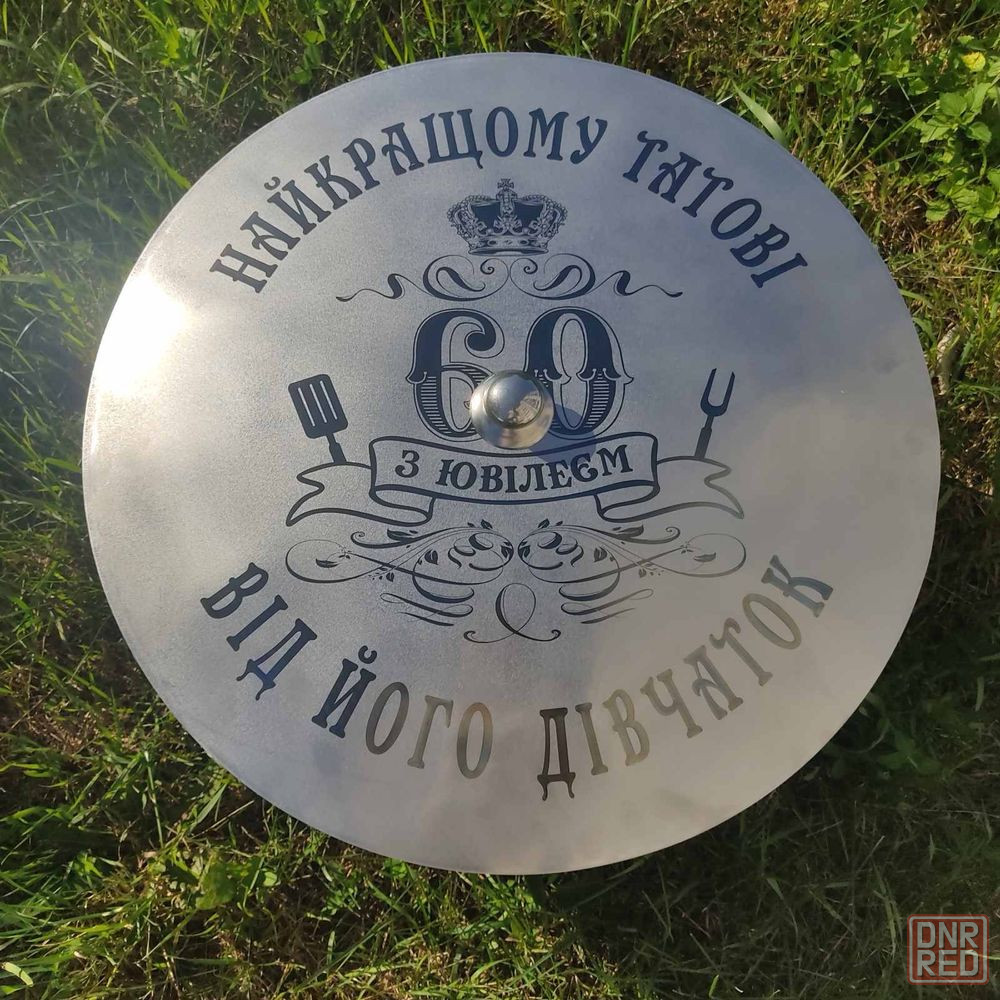 НАЙКРАЩОМУ ТАТОВІ
60
З ЮВІЛЕЄМ
ВІД ЙОГО ДІВЧАТОК
DNR
RED